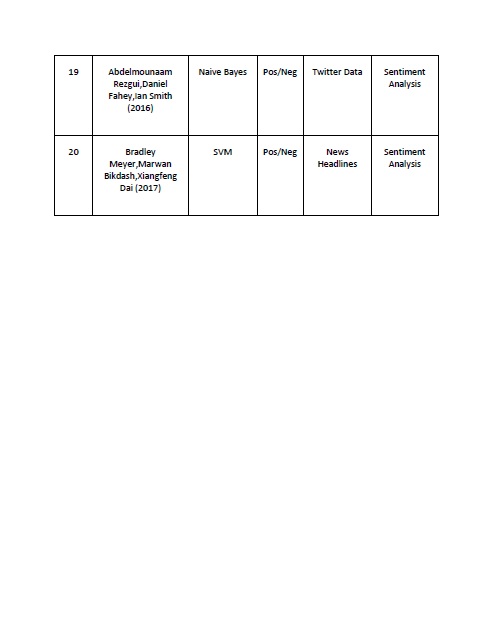 19 Abdelmounaam Naive Bayes Pos/Neg Twitter Data Sentiment
Rezgui,Daniel Analysis
Fahey,Ian Smith
(2016)
20 Bradley SVM Pos/Neg News Sentiment
Meyer,Marwan Headlines Analysis
Bikdash,Xiangfeng
Dai (2017)